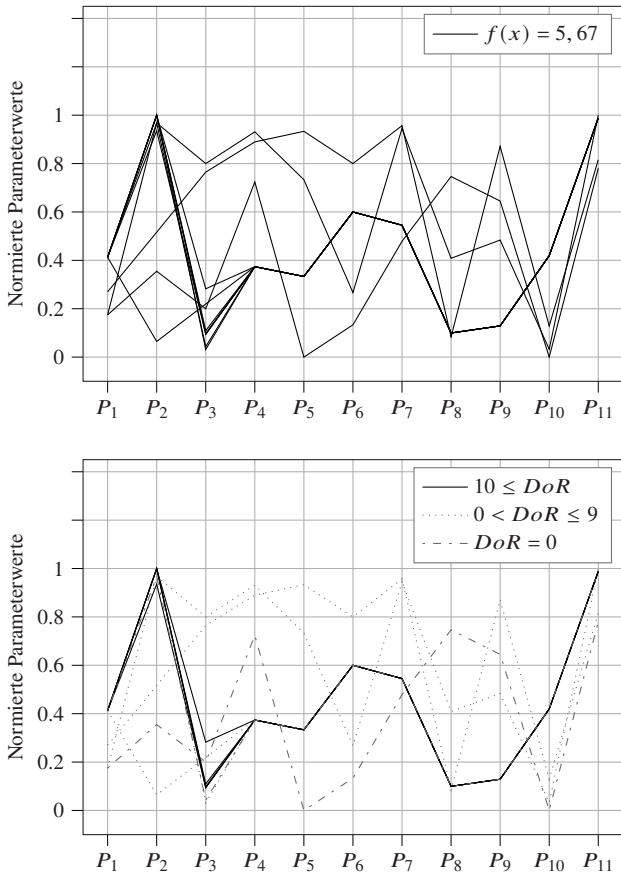 f(x) = 5, 67
Normierte Parameterwerte
1
0.8
0.6
0.4
0.2
0
P1 P2 P3 P4 P5 P6 P7 P8 P9 P10 P11
10 ≤ DoR
0 < DoR ≤ 9
DoR = 0
Normierte Parameterwerte
1
0.8
0.6
0.4
0.2
0
P1 P2 P3 P4 P5 P6 P7 P8 P9 P10 P11